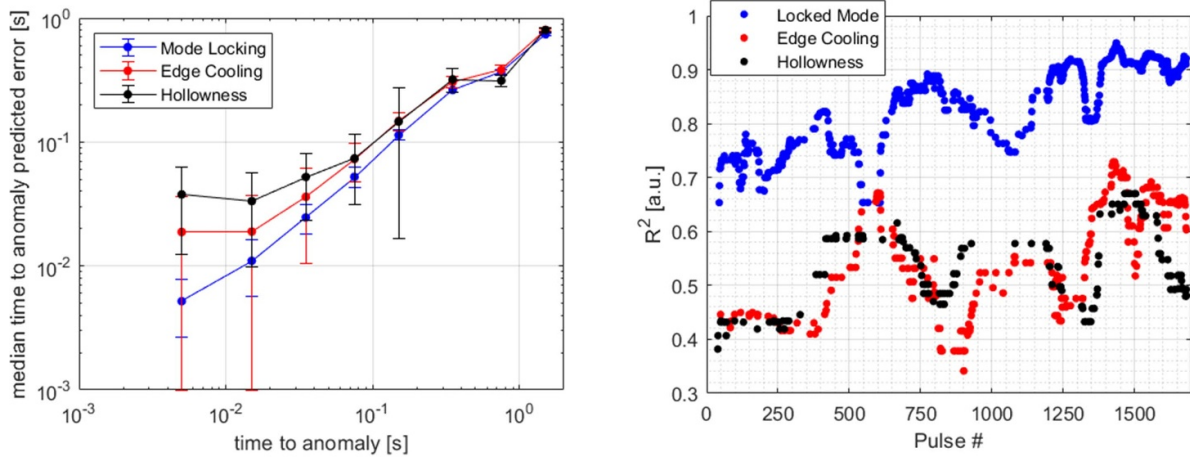 median time to anomaly predicted error [s]
10^0
10^-1
10^-2
10^-3
Mode Locking
Edge Cooling
Hollowness
10^-3
10^-2
10^-1
10^0
time to anomaly [s]
R^2 [a.u.]
1
0.9
0.8
0.7
0.6
0.5
0.4
0.3
Locked Mode
Edge Cooling
Hollowness
0
250
500
750
1000
1250
1500
Pulse #